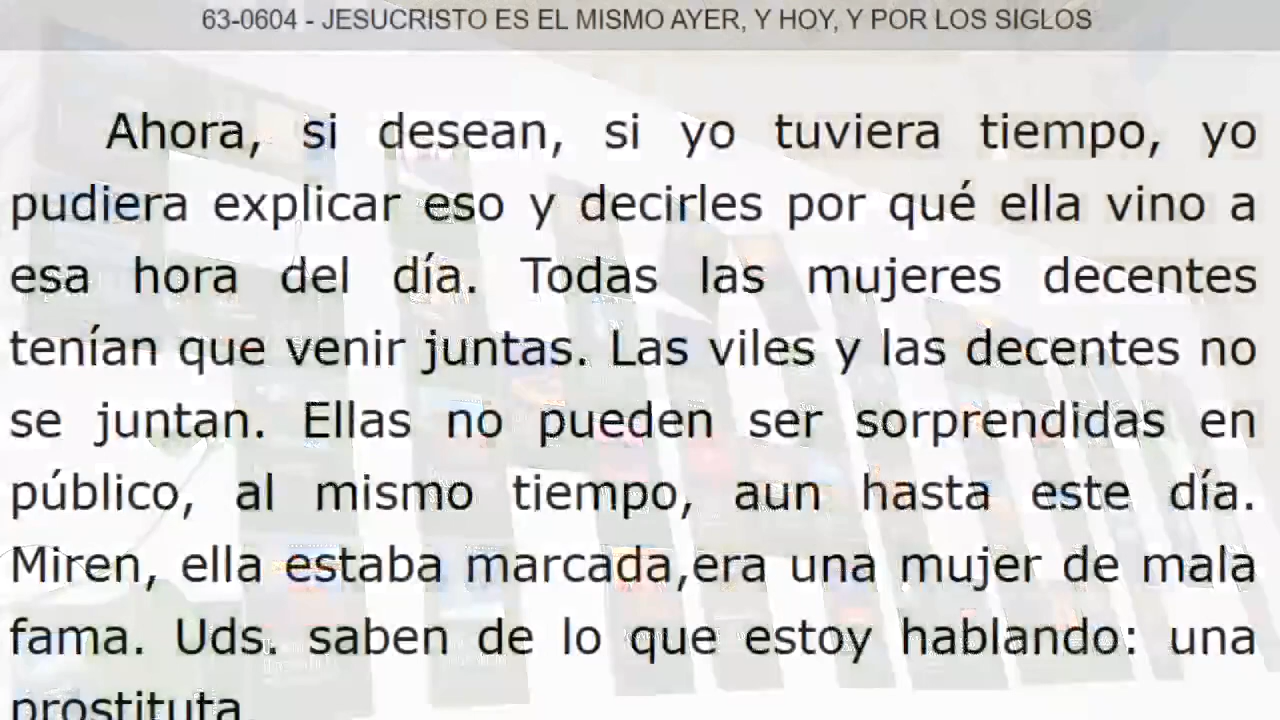 63-0604 - JESUCRISTO ES EL MISMO AYER, Y HOY, Y POR LOS SIGLOS
Ahora, si desean, si yo tuviera tiempo, yo
pudiera explicar eso y decirles por qué ella vino a
esa hora del día. Todas las mujeres decentes
tenían que venir juntas. Las viles y las decentes no
se juntan. Ellas no pueden ser sorprendidas en
público, al mismo tiempo, aun hasta este día.
Miren, ella estaba marcada,era una mujer de mala
fama. Uds. saben de lo que estoy hablando: una
prostituta.